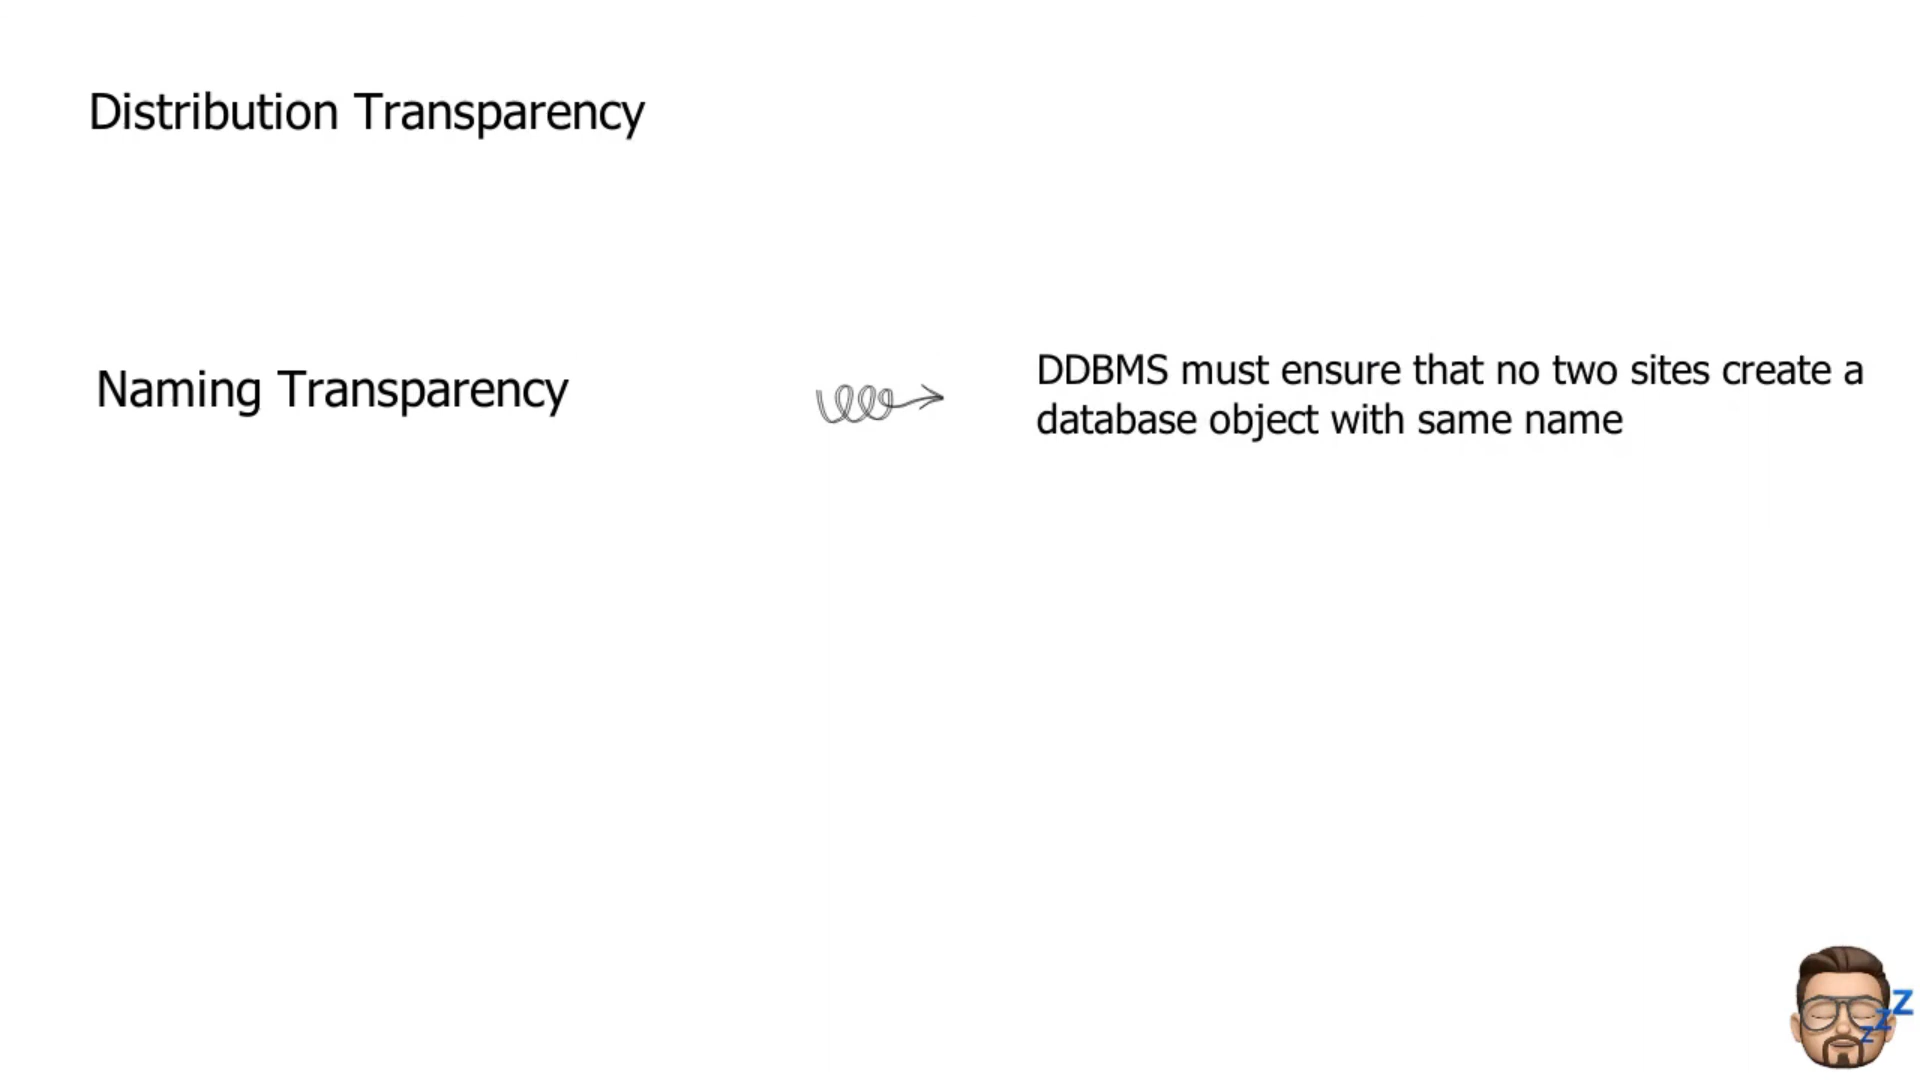 Distribution Transparency
Naming Transparency
DDBMS must ensure that no two sites create a
database object with same name
z z z